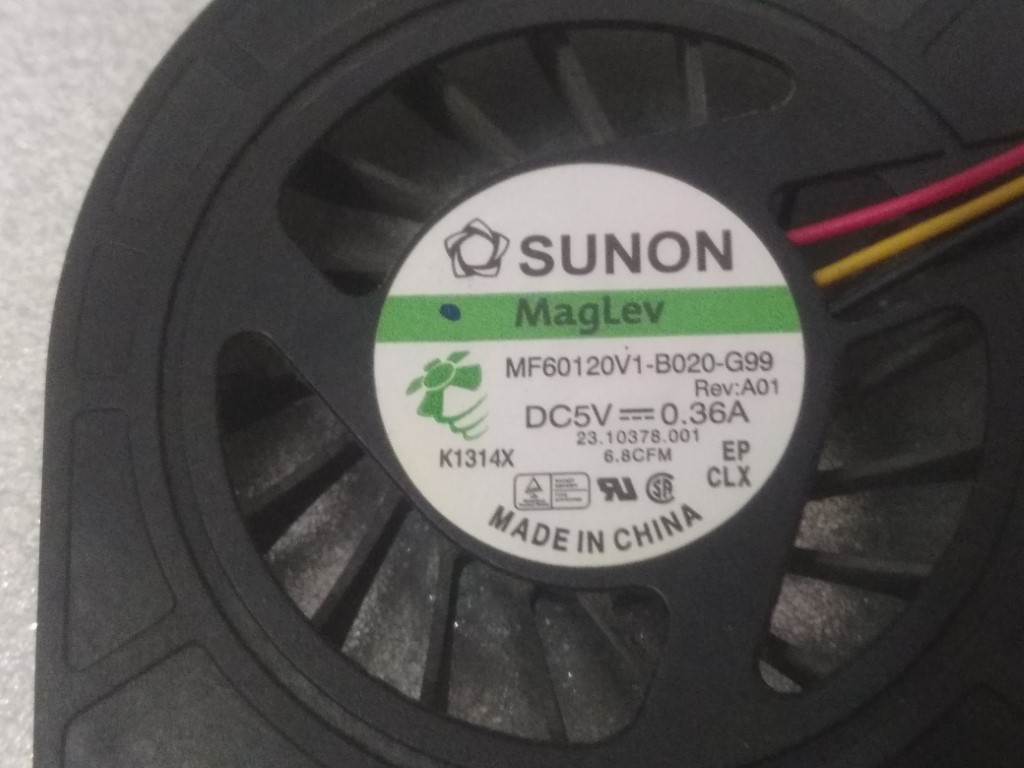 SUNON
MagLev
MF60120V1-B020-G99
Rev:A01
DC5V ⎓ 0.36A
23.10378.001
6.8CFM
EP
K1314X
CLX
MADE IN CHINA